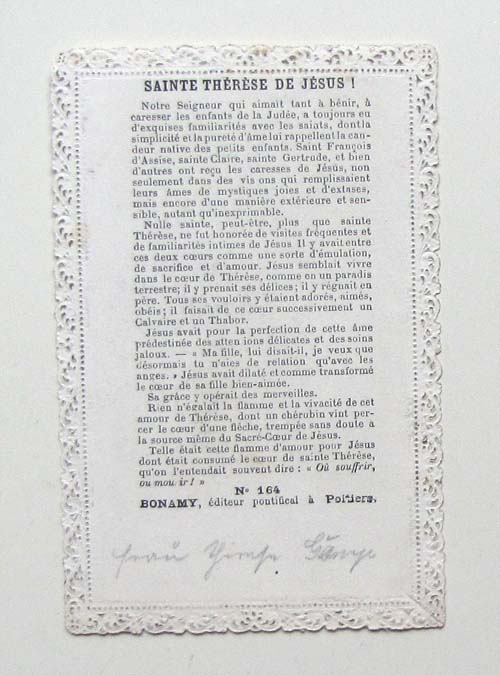 SAINTE THÉRÈSE DE JÉSUS !
Notre Seigneur qui aimait tant à bénir, à
caresser les enfants de la Judée, a toujours eu
d'exquises familiarités avec les saints, dont la
simplicité et la pureté d'âme lui rappellent la can-
deur native des petits enfants. Saint François
d'Assise, sainte Claire, sainte Gertrude, et bien
d'autres ont reçu les caresses de Jésus, non
seulement dans des vis ons qui remplissaient
leurs âmes de mystiques joies et d'extases,
mais encore d'une manière extérieure et sen-
sible, autant qu'inexprimable.
Nulle sainte, peut-être, plus que sainte
Thérèse, ne fut honorée de visites fréquentes et
de familiarités intimes de Jésus Il y avait entre
ces deux cœurs comme une sorte d'émulation,
de sacrifice et d'amour. Jésus semblait vivre
dans le cœur de Thérèse, comme en un paradis
terrestre; il y prenait ses délices; il y régnait en
père. Tous ses vouloirs y étaient adorés, aimés,
obéis; il faisait de ce cœur successivement un
Calvaire et un Thabor.
Jésus avait pour la perfection de cette âme
prédestinée des atten ions délicates et des soins
jaloux. — « Ma fille, lui disait-il, je veux que
désormais tu n'aies de relation qu'avec les
anges. » Jésus avait dilaté et comme transformé
le cœur de sa fille bien-aimée.
Sa grâce y opérait des merveilles.
Rien n'égalait la flamme et la vivacité de cet
amour de Thérèse, dont un chérubin vint per-
cer le cœur d'une flèche, trempée sans doute à
la source même du Sacré-Cœur de Jésus.
Telle était cette flamme d'amour pour Jésus
dont était consumé le cœur de sainte Thérèse,
qu'on l'entendait souvent dire : « Où souffrir,
ou mou ir ! »
No 164
BONAMY, éditeur pontifical à Poitiers.